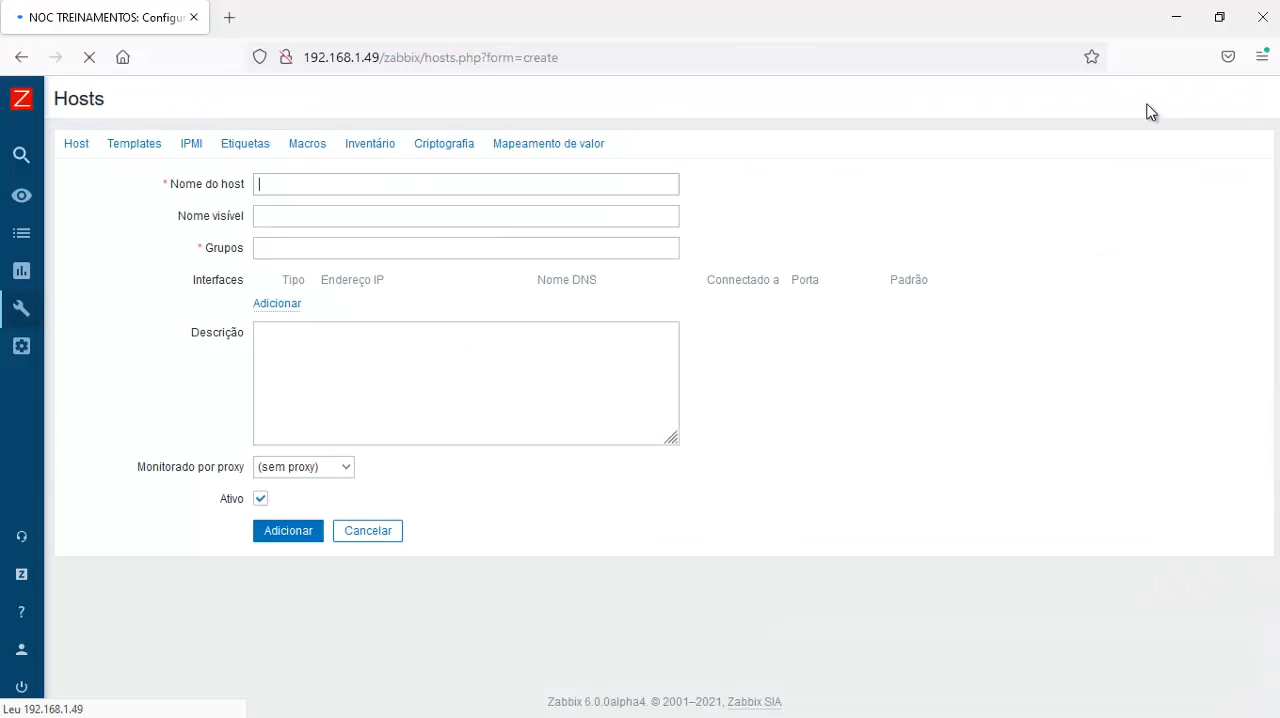 NOC TREINAMENTOS: Configu
192.168.1.49/zabbix/hosts.php?form=create
Z
Hosts
Host Templates IPMI Etiquetas Macros Inventário Criptografia Mapeamento de valor
* Nome do host
Nome visível
* Grupos
Interfaces Tipo Endereço IP Nome DNS Connectado a Porta Padrão
Adicionar
Descrição
Monitorado por proxy (sem proxy)
Ativo
Adicionar Cancelar
Z
?
Zabbix 6.0.0alpha4. © 2001–2021, Zabbix SIA
Leu 192.168.1.49